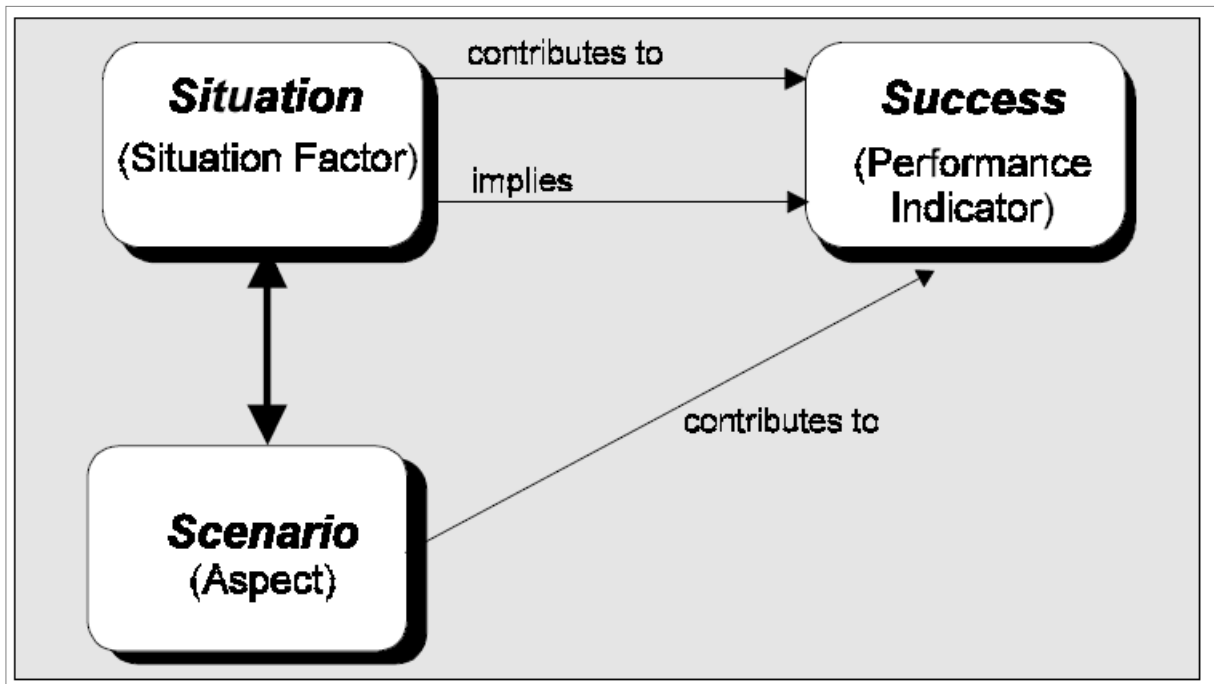 Situation
(Situation Factor)
contributes to
implies
Success
(Performance
Indicator)
contributes to
Scenario
(Aspect)